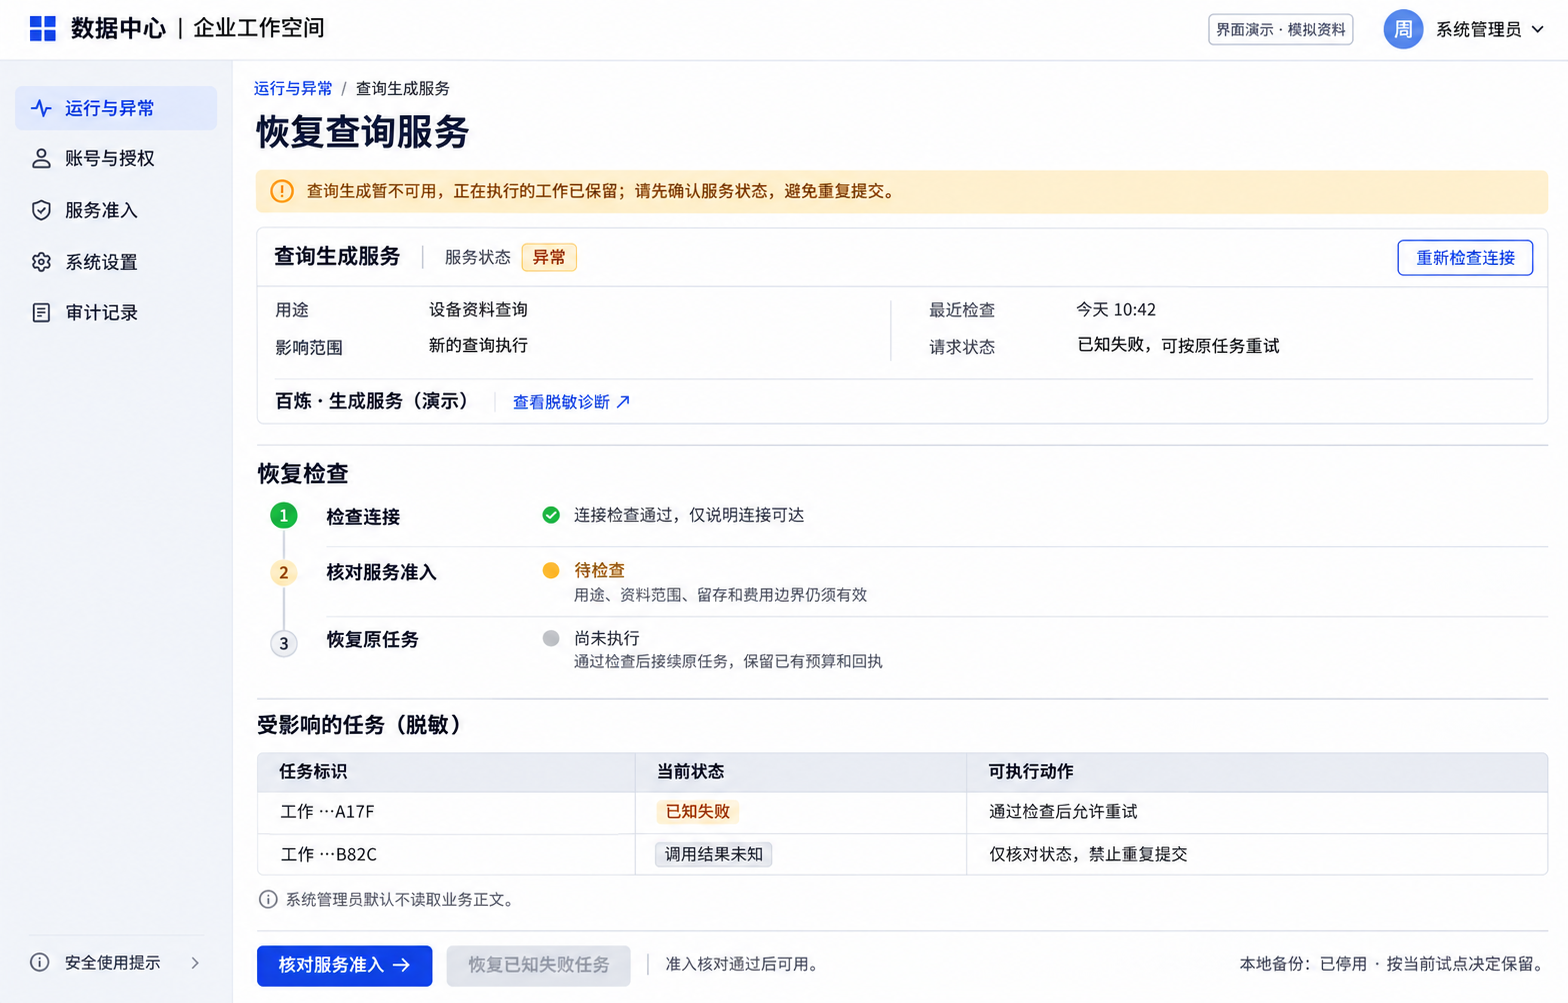 数据中心 | 企业工作空间
界面演示 · 模拟资料
周 系统管理员
运行与异常
账号与授权
服务准入
系统设置
审计记录
安全使用提示
运行与异常 / 查询生成服务
恢复查询服务
查询生成暂不可用，正在执行的工作已保留；请先确认服务状态，避免重复提交。
查询生成服务 服务状态 异常 重新检查连接
用途 设备资料查询 最近检查 今天 10:42
影响范围 新的查询执行 请求状态 已知失败，可按原任务重试
百炼 · 生成服务（演示） 查看脱敏诊断 ↗
恢复检查
1 检查连接 连接检查通过，仅说明连接可达
2 核对服务准入 待检查
用途、资料范围、留存和费用边界仍须有效
3 恢复原任务 尚未执行
通过检查后接续原任务，保留已有预算和回执
受影响的任务（脱敏）
任务标识 当前状态 可执行动作
工作 ···A17F 已知失败 通过检查后允许重试
工作 ···B82C 调用结果未知 仅核对状态，禁止重复提交
系统管理员默认不读取业务正文。
核对服务准入 → 恢复已知失败任务 准入核对通过后可用。 本地备份：已停用 · 按当前试点决定保留。